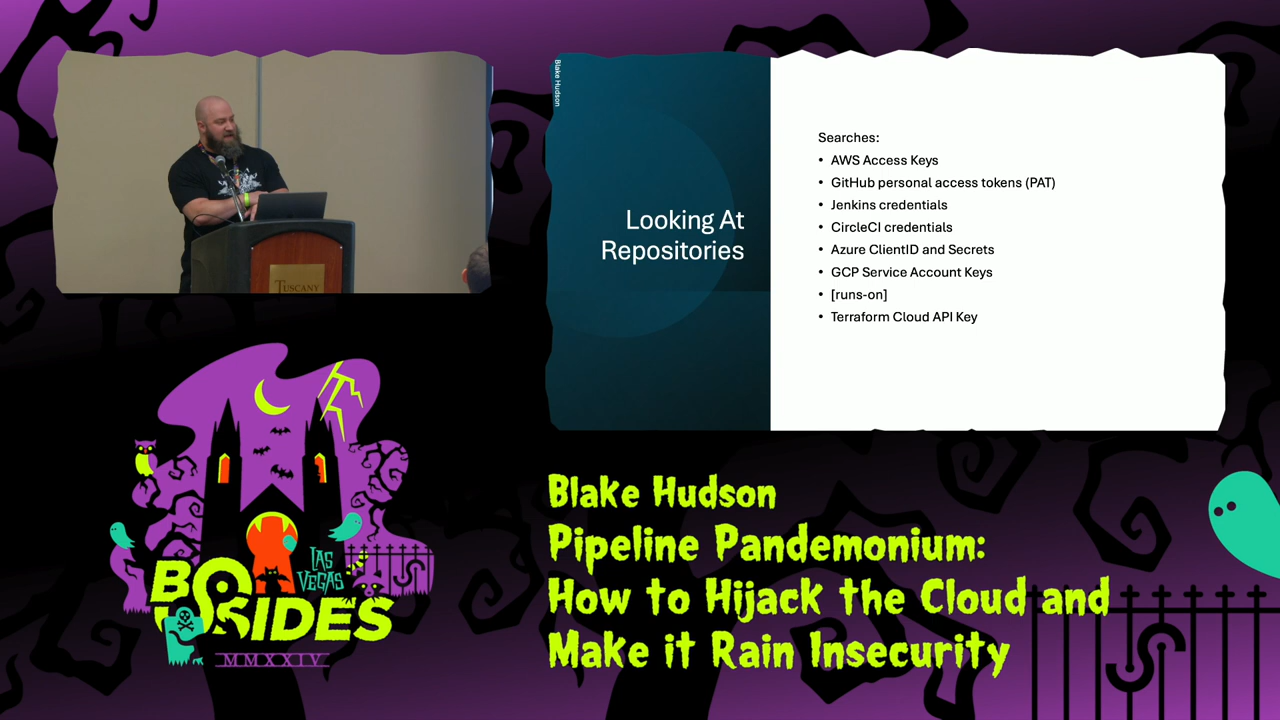 Blake Hudson
Looking At
Repositories
Searches:
• AWS Access Keys
• GitHub personal access tokens (PAT)
• Jenkins credentials
• CircleCI credentials
• Azure ClientID and Secrets
• GCP Service Account Keys
• [runs-on]
• Terraform Cloud API Key
TUSCANY
LAS
VEGAS
BSIDES
MMXXIV
Blake Hudson
Pipeline Pandemonium:
How to Hijack the Cloud and
Make it Rain Insecurity